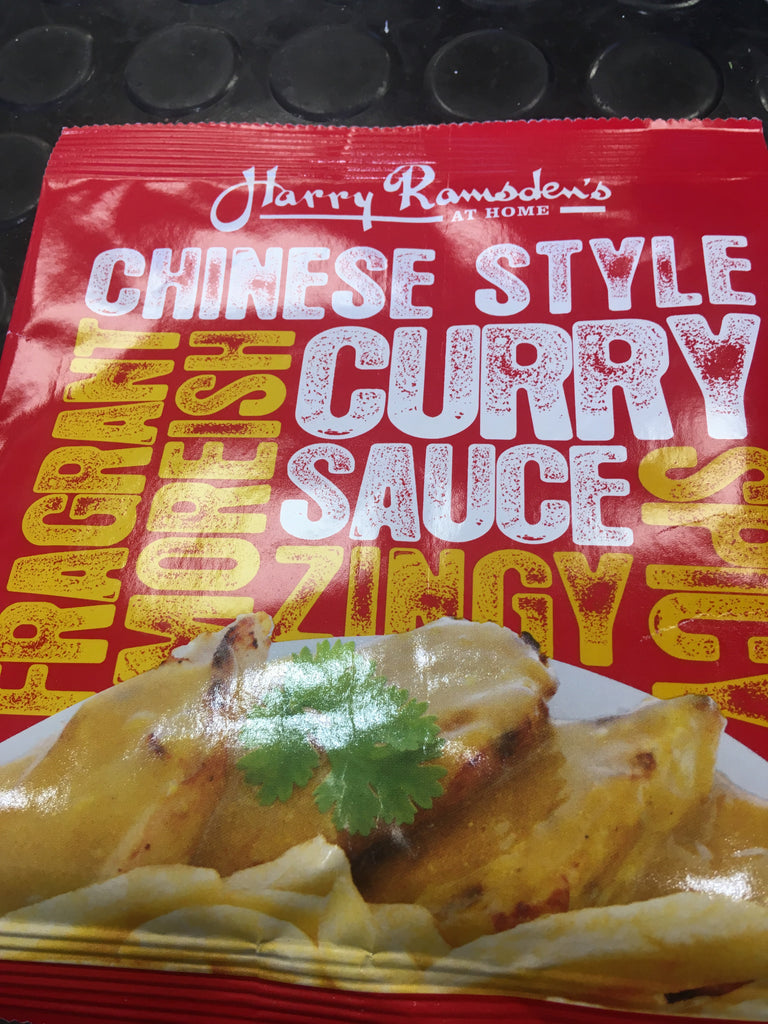 Harry Ramsden's
AT HOME
CHINESE STYLE
CURRY
SAUCE
FRAGRANT
MOREISH
ZINGY
SPICY